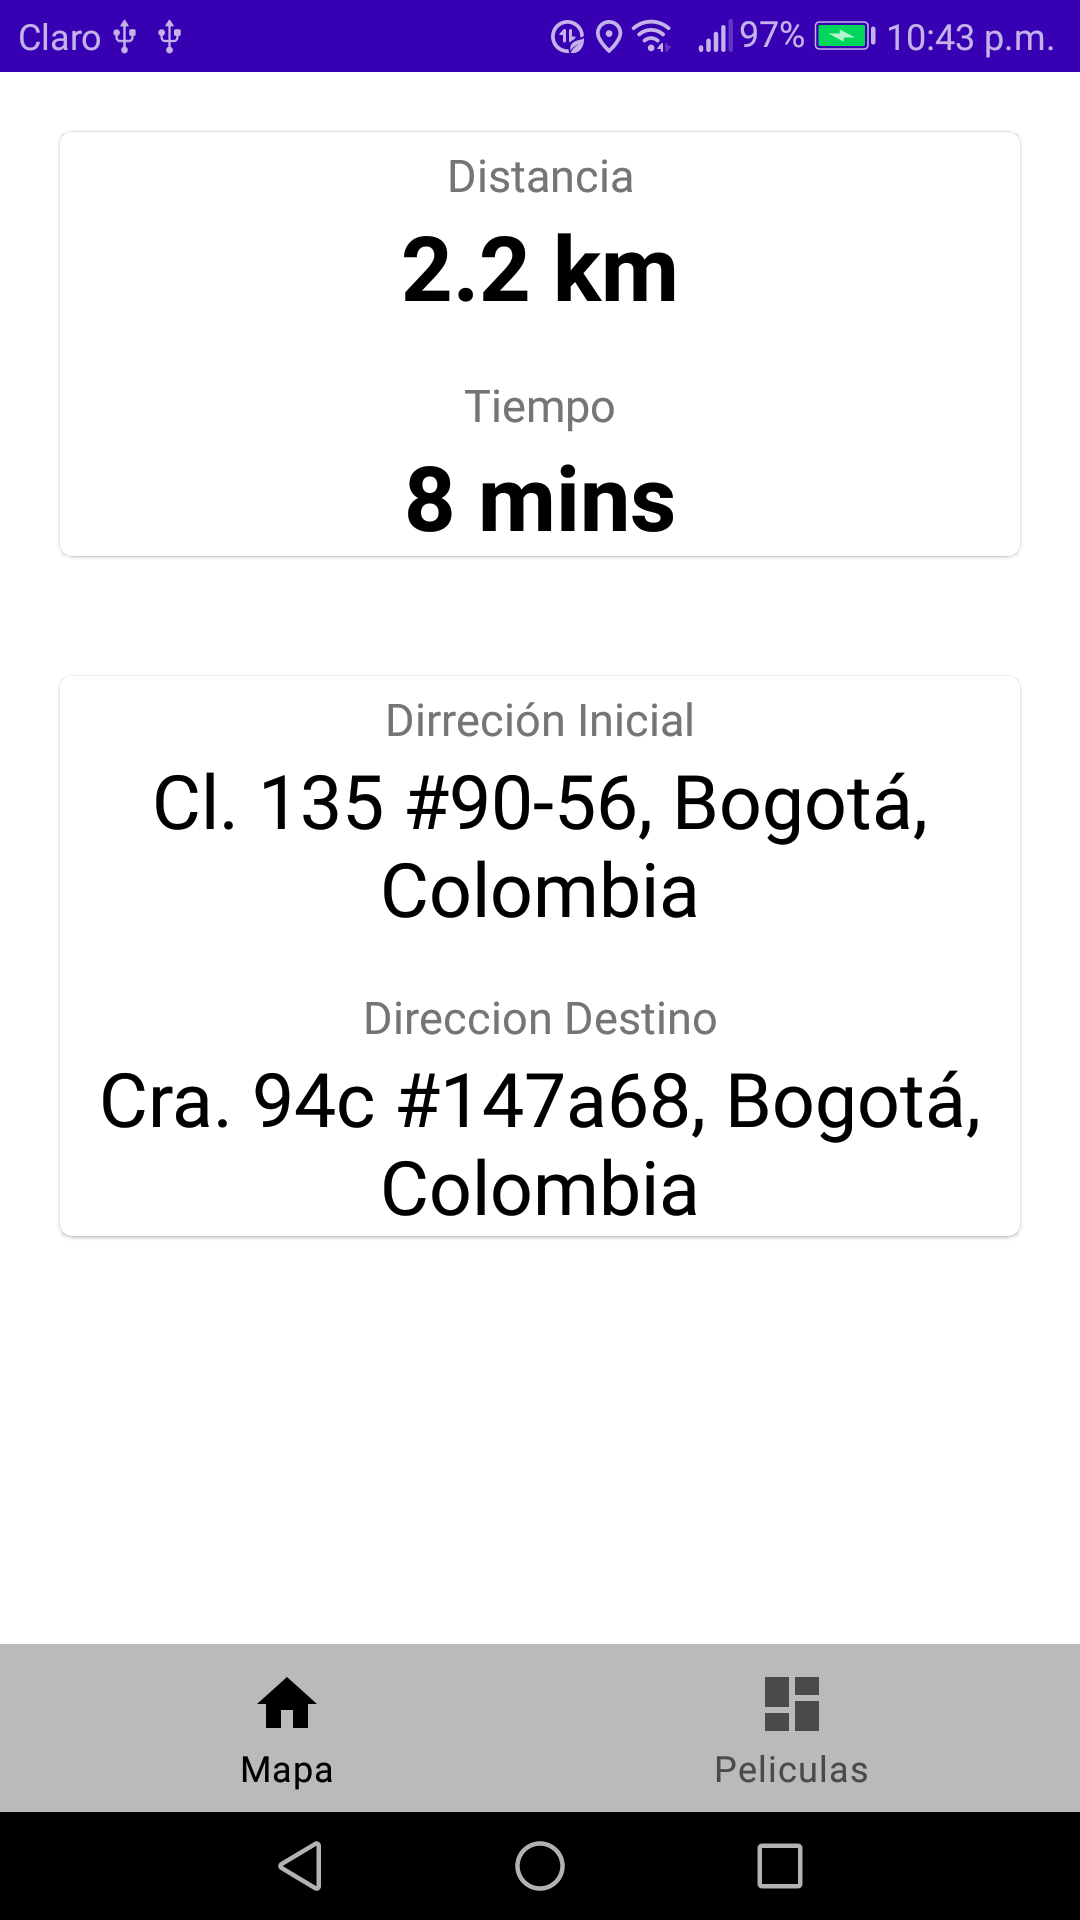 Claro 97% 10:43 p.m.
Distancia
2.2 km
Tiempo
8 mins
Dirreción Inicial
Cl. 135 #90-56, Bogotá,
Colombia
Direccion Destino
Cra. 94c #147a68, Bogotá,
Colombia
Mapa Peliculas